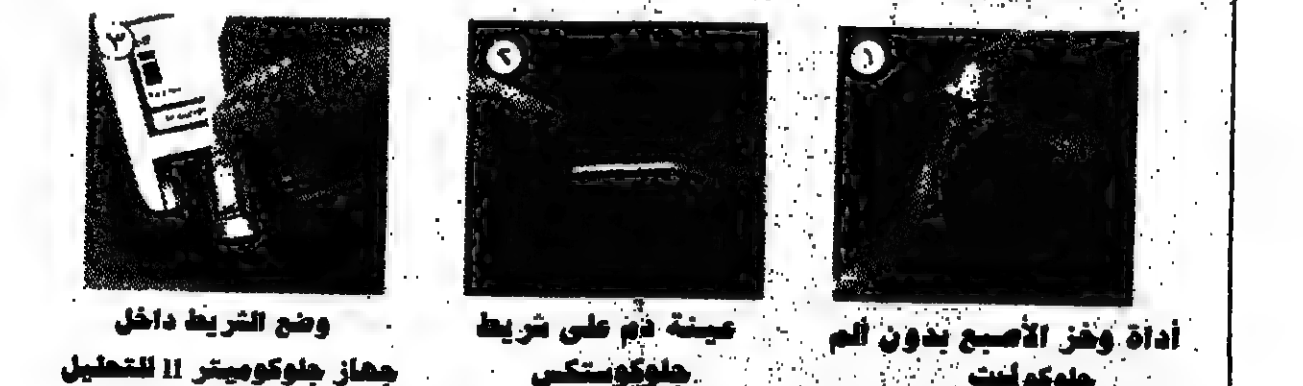 ١
أداة وخز الأصبع بدون ألم
جلوكولت
٢
عينة دم على شريط
جلوكوستكس
٣
وضع الشريط داخل
جهاز جلوكوميتر II للتحليل